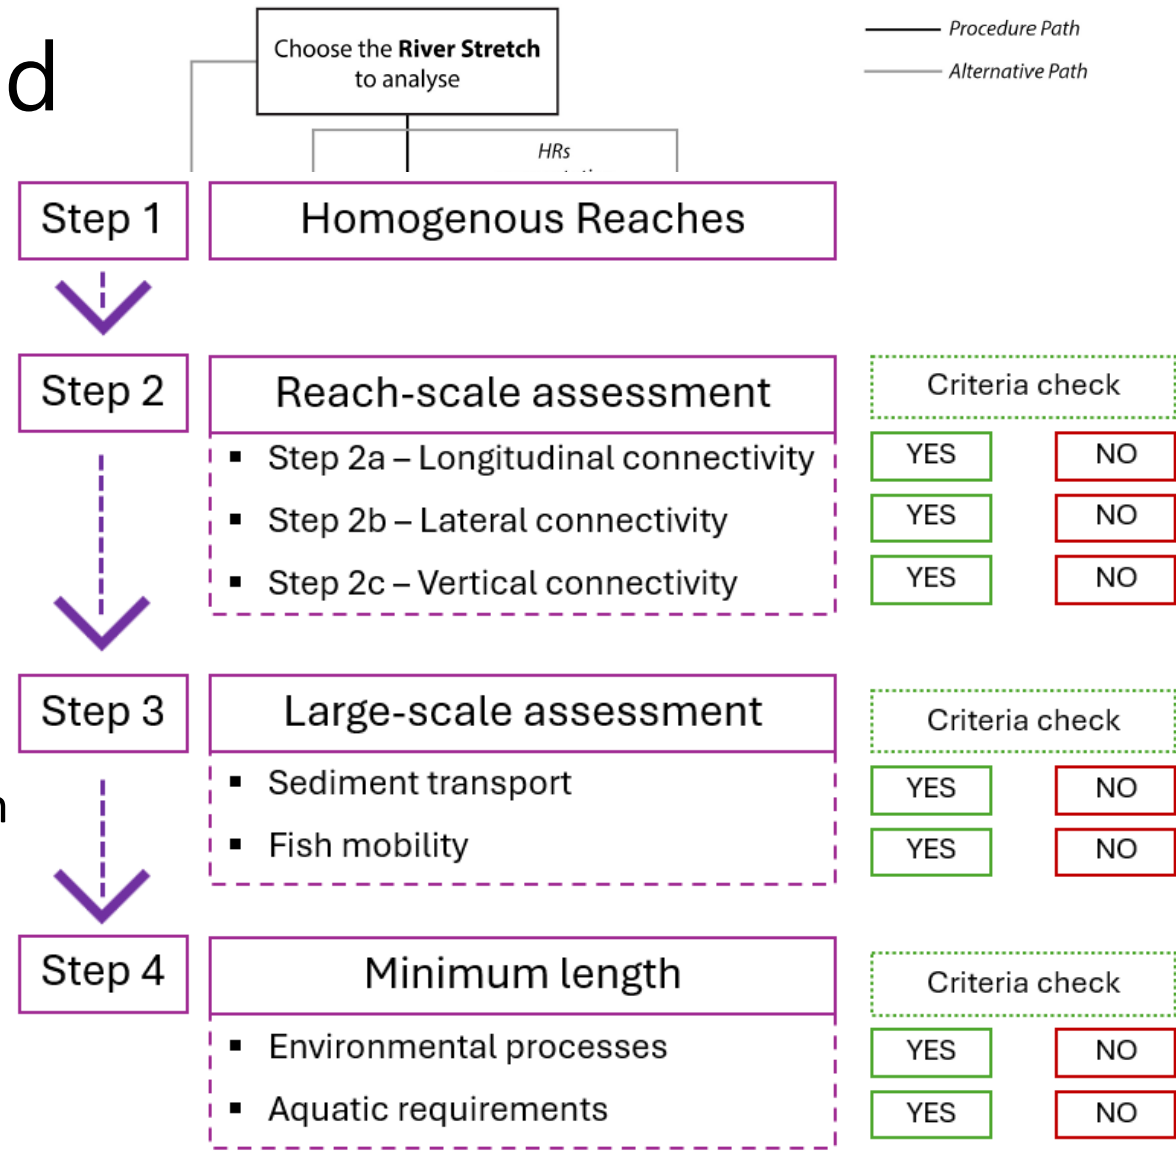 d
Choose the River Stretch
to analyse
Procedure Path
Alternative Path
HRs
Step 1
Homogenous Reaches
Step 2
Reach-scale assessment
Criteria check
▪ Step 2a – Longitudinal connectivity
YES
NO
▪ Step 2b – Lateral connectivity
YES
NO
▪ Step 2c – Vertical connectivity
YES
NO
Step 3
Large-scale assessment
Criteria check
▪ Sediment transport
YES
NO
▪ Fish mobility
YES
NO
Step 4
Minimum length
Criteria check
▪ Environmental processes
YES
NO
▪ Aquatic requirements
YES
NO